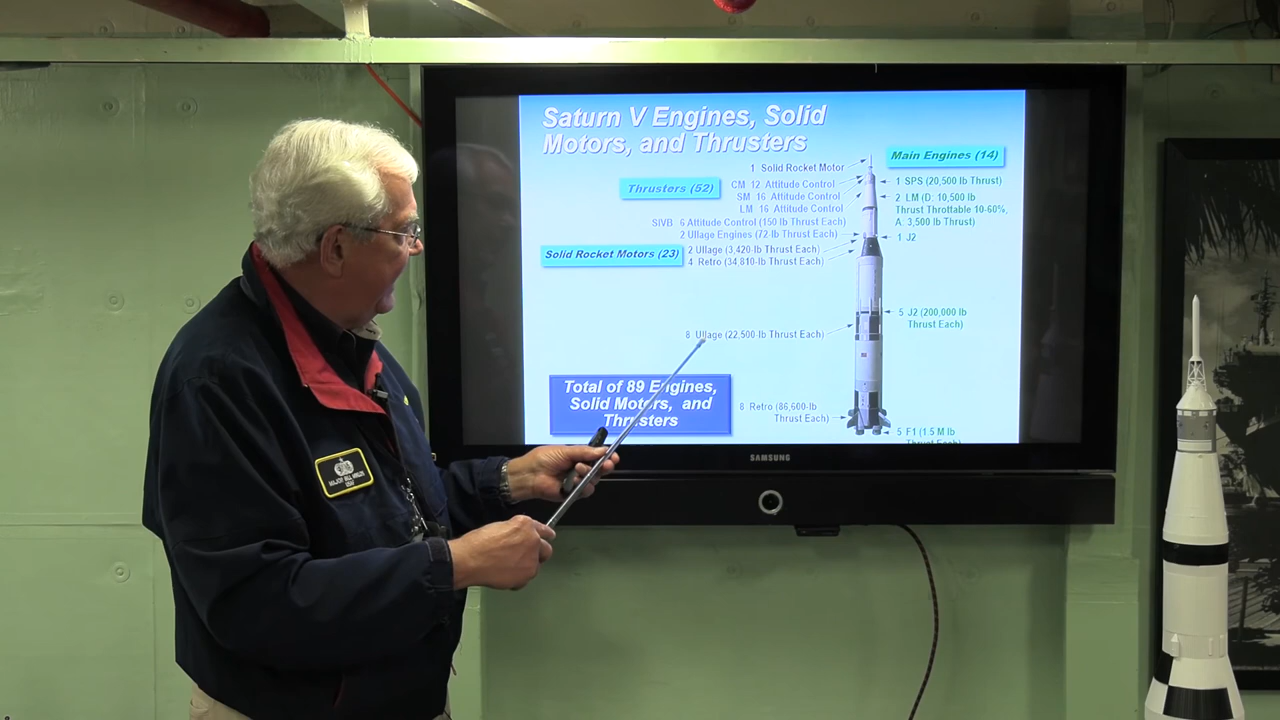 Saturn V Engines, Solid
Motors, and Thrusters
Main Engines (14)
1 Solid Rocket Motor
Thrusters (52)
CM 12 Attitude Control
SM 16 Attitude Control
LM 16 Attitude Control
SIVB 6 Attitude Control (150 lb Thrust Each)
2 Ullage Engines (72-lb Thrust Each)
Solid Rocket Motors (23)
2 Ullage (3,420-lb Thrust Each)
4 Retro (34,810-lb Thrust Each)
1 SPS (20,500 lb Thrust)
2 LM (D: 10,500 lb
Thrust Throttable 10-60%,
A: 3,500 lb Thrust)
1 J2
5 J2 (200,000 lb
Thrust Each)
8 Ullage (22,500-lb Thrust Each)
Total of 89 Engines,
Solid Motors, and
Thrusters
8 Retro (86,600-lb
Thrust Each)
5 F1 (1.5 M lb
Thrust Each)
SAMSUNG
MAJOR BILL
USAF